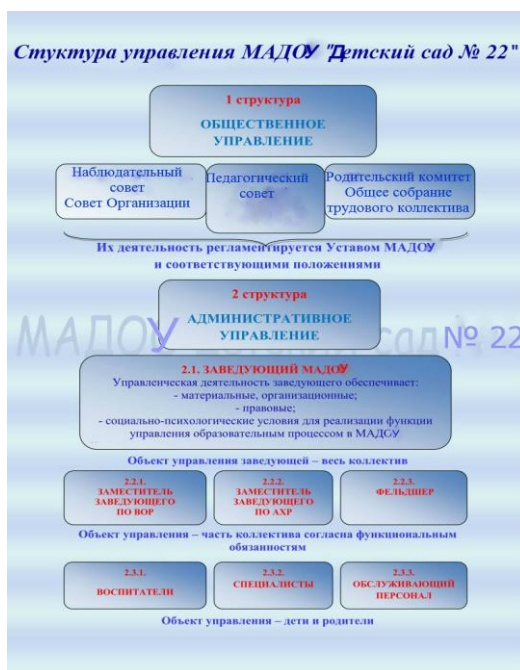 Стуктура управления МАДОУ "Детский сад № 22"
1 структура
ОБЩЕСТВЕННОЕ
УПРАВЛЕНИЕ
Наблюдательный
совет
Совет Организации
Педагогический
совет
Родительский комитет
Общее собрание
трудового коллектива
Их деятельность регламентируется Уставом МАДОУ
и соответствующими положениями
2 структура
АДМИНИСТРАТИВНОЕ
УПРАВЛЕНИЕ
МАДОУ сад № 22
2.1. ЗАВЕДУЮЩИЙ МАДОУ
Управленческая деятельность заведующего обеспечивает:
- материальные, организационные;
- правовые;
- социально-психологические условия для реализации функции
управления образовательным процессом в МАДОУ
Объект управления заведующей – весь коллектив
2.2.1.
ЗАМЕСТИТЕЛЬ
ЗАВЕДУЮЩЕГО
ПО ВОР
2.2.2.
ЗАМЕСТИТЕЛЬ
ЗАВЕДУЮЩЕГО
ПО АХР
2.2.3.
ФЕЛЬДШЕР
Объект управления – часть коллектива согласна функциональным
обязанностям
2.3.1.
ВОСПИТАТЕЛИ
2.3.2.
СПЕЦИАЛИСТЫ
2.3.3.
ОБСЛУЖИВАЮЩИЙ
ПЕРСОНАЛ
Объект управления – дети и родители